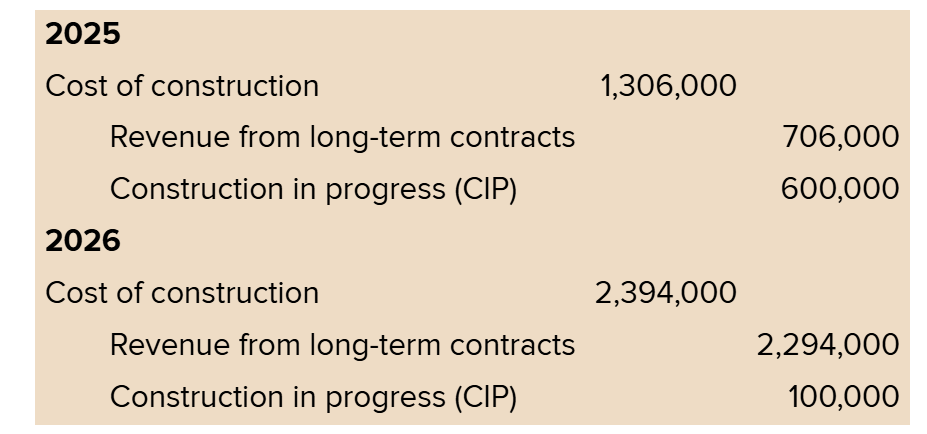 2025
Cost of construction 1,306,000
Revenue from long-term contracts 706,000
Construction in progress (CIP) 600,000
2026
Cost of construction 2,394,000
Revenue from long-term contracts 2,294,000
Construction in progress (CIP) 100,000